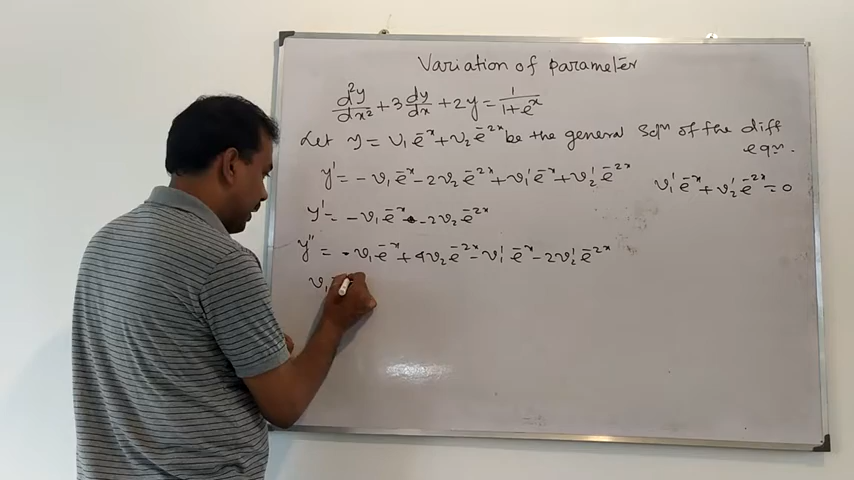 Variation of parameter
d²y/dx² + 3 dy/dx + 2y = 1/(1+e^x)
Let y = v₁e^-x + v₂e^-2x be the general Solⁿ of the diff
eqⁿ.
y' = -v₁e^-x - 2v₂e^-2x + v₁'e^-x + v₂'e^-2x
v₁'e^-x + v₂'e^-2x = 0
y' = -v₁e^-x - 2v₂e^-2x
y'' = v₁e^-x + 4v₂e^-2x - v₁'e^-x - 2v₂'e^-2x
v₁